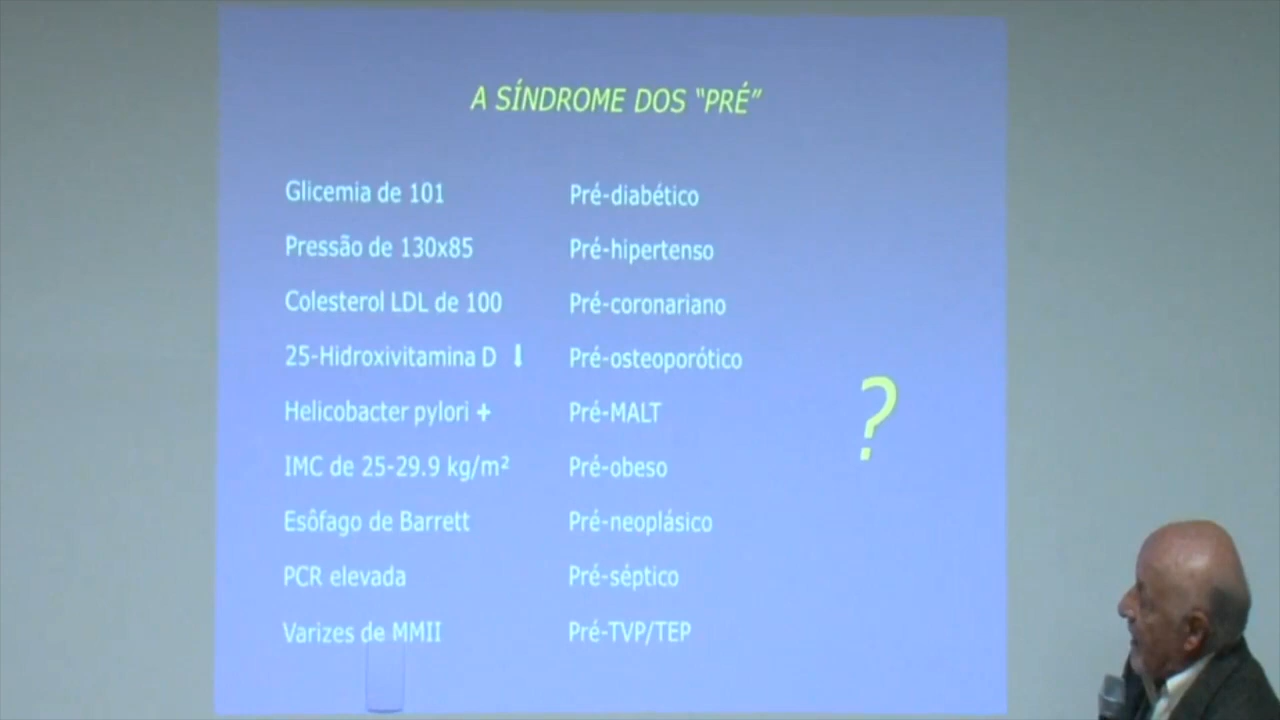 A SÍNDROME DOS “PRÉ”
Glicemia de 101 Pré-diabético
Pressão de 130x85 Pré-hipertenso
Colesterol LDL de 100 Pré-coronariano
25-Hidroxivitamina D ⬇ Pré-osteoporótico
Helicobacter pylori + Pré-MALT
?
IMC de 25-29.9 kg/m² Pré-obeso
Esôfago de Barrett Pré-neoplásico
PCR elevada Pré-séptico
Varizes de MMII Pré-TVP/TEP